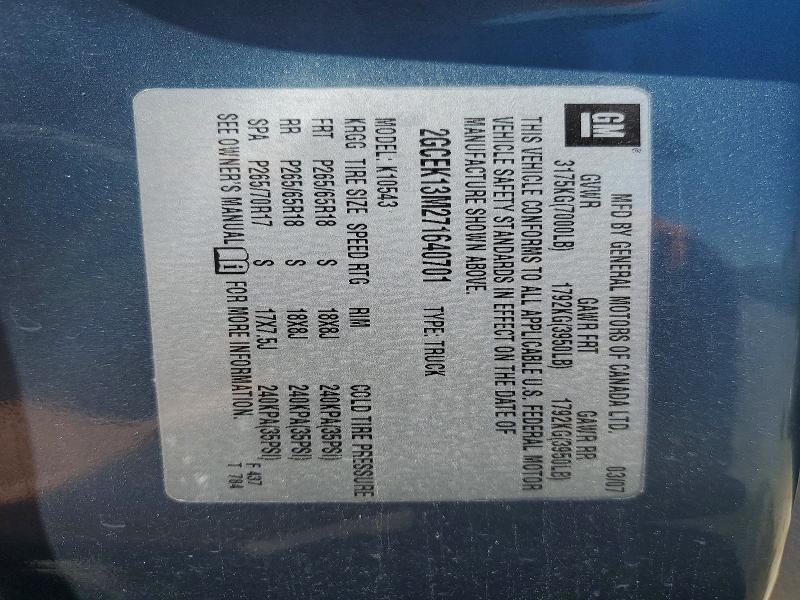 GM®
MFD BY GENERAL MOTORS OF CANADA LTD. 03/07
GVWR GAWR FRT GAWR RR
3175KG(7000LB) 1792KG(3950LB) 1792KG(3950LB)
THIS VEHICLE CONFORMS TO ALL APPLICABLE U.S. FEDERAL MOTOR
VEHICLE SAFETY STANDARDS IN EFFECT ON THE DATE OF
MANUFACTURE SHOWN ABOVE.
2GCEK13M271640701 TYPE: TRUCK
MODEL: K10543
KRGG TIRE SIZE SPEED RTG RIM COLD TIRE PRESSURE
FRT P265/65R18 S 18X8J 240KPA(35PSI)
RR P265/65R18 S 18X8J 240KPA(35PSI)
SPA P265/70R17 S 17X7.5J 240KPA(35PSI)
SEE OWNER'S MANUAL i FOR MORE INFORMATION.
F 437
T 784